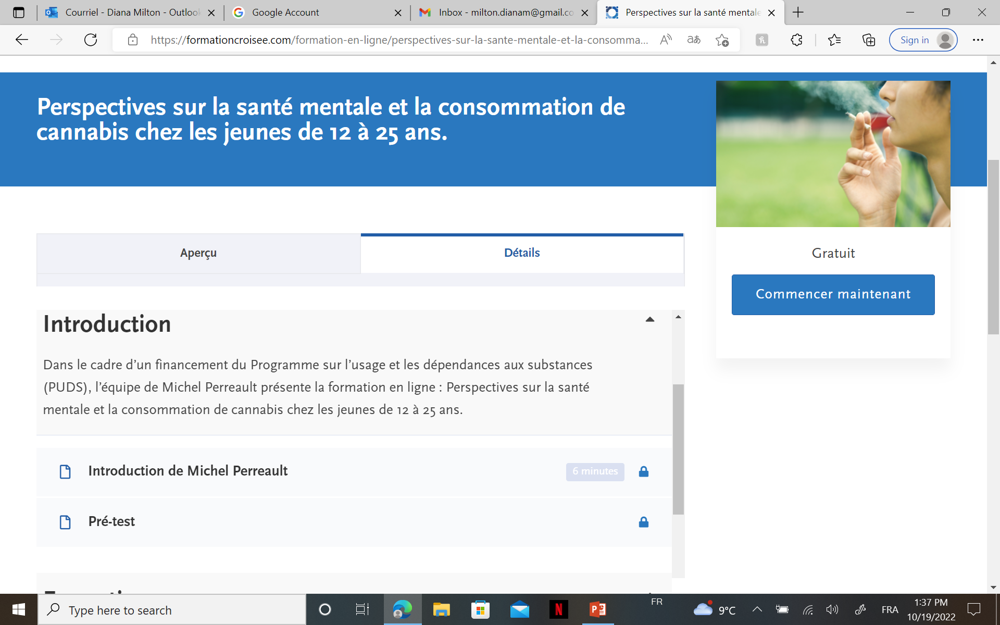 Courriel - Diana Milton - Outlook
Google Account
Inbox - milton.dianam@gmail.co
Perspectives sur la santé mentale
https://formationcroisee.com/formation-en-ligne/perspectives-sur-la-sante-mentale-et-la-consomma...
Sign in
Perspectives sur la santé mentale et la consommation de
cannabis chez les jeunes de 12 à 25 ans.
Aperçu
Détails
Gratuit
Commencer maintenant
Introduction
Dans le cadre d’un financement du Programme sur l’usage et les dépendances aux substances
(PUDS), l’équipe de Michel Perreault présente la formation en ligne : Perspectives sur la santé
mentale et la consommation de cannabis chez les jeunes de 12 à 25 ans.
Introduction de Michel Perreault
6 minutes
Pré-test
Type here to search
FR
9°C
FRA
1:37 PM
10/19/2022